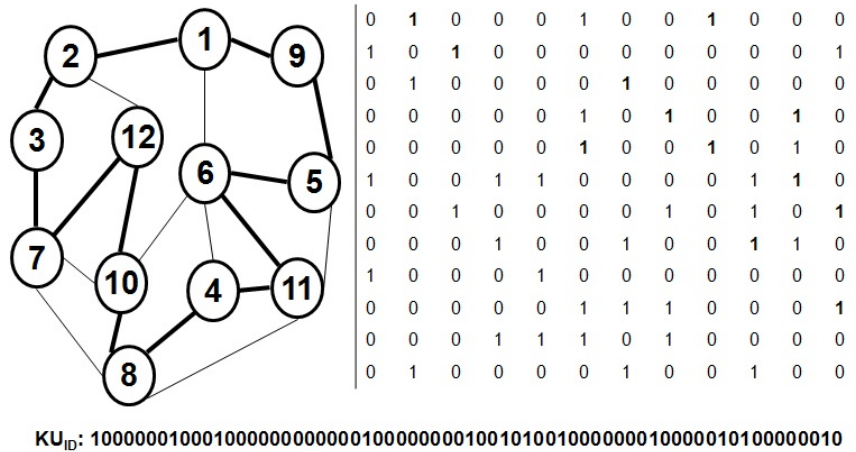 1
2
9
3
12
6
5
7
10
4
11
8
0 1 0 0 0 1 0 0 1 0 0 0
1 0 1 0 0 0 0 0 0 0 0 1
0 1 0 0 0 0 1 0 0 0 0 0
0 0 0 0 0 1 0 1 0 0 1 0
0 0 0 0 0 1 0 0 1 0 1 0
1 0 0 1 1 0 0 0 0 1 1 0
0 0 1 0 0 0 0 1 0 1 0 1
0 0 0 1 0 0 1 0 0 1 1 0
1 0 0 0 1 0 0 0 0 0 0 0
0 0 0 0 0 1 1 1 0 0 0 1
0 0 0 1 1 1 0 1 0 0 0 0
0 1 0 0 0 0 1 0 0 1 0 0
KU_ID: 100000010001000000000000100000000100101001000000010000010100000010